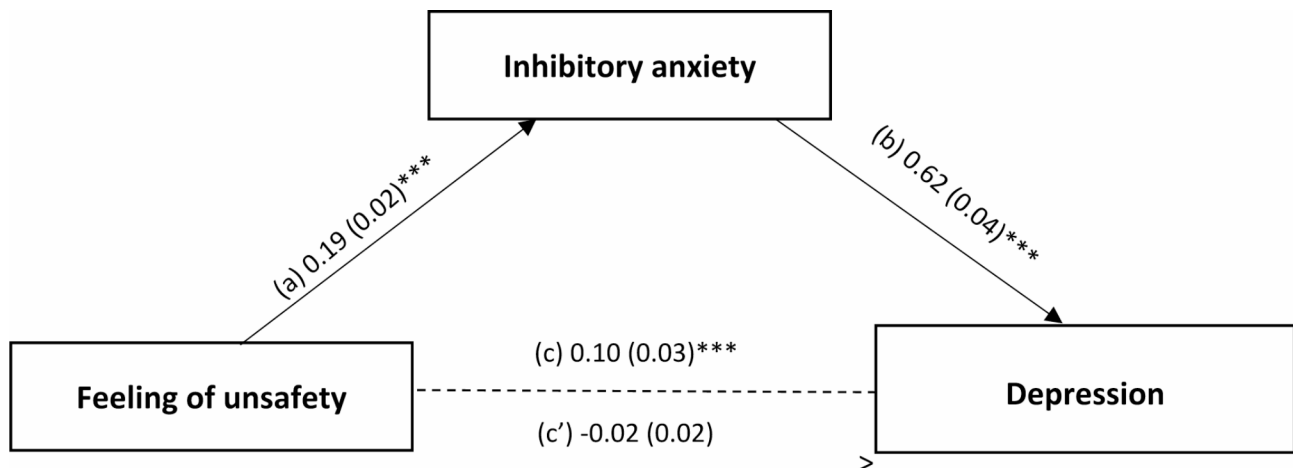 Inhibitory anxiety
(a) 0.19 (0.02)***
(b) 0.62 (0.04)***
Feeling of unsafety
(c) 0.10 (0.03)***
Depression
(c’) -0.02 (0.02)
>